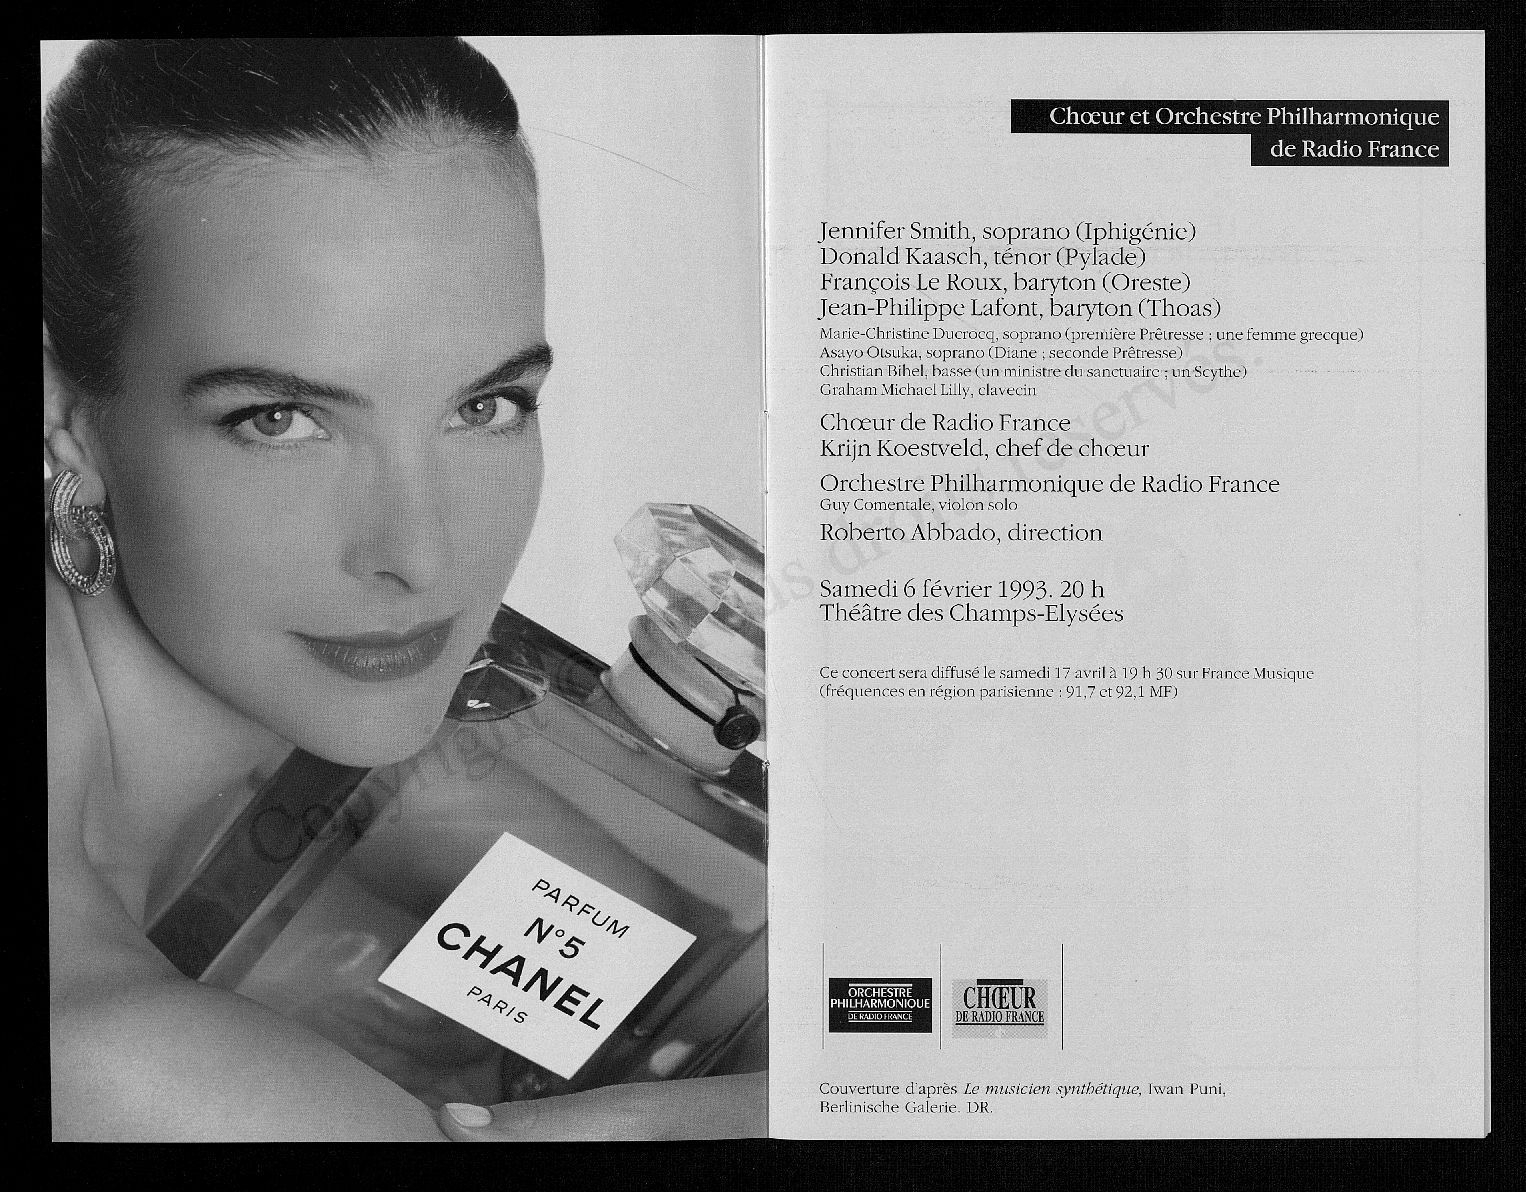 PARFUM
N°5
CHANEL
PARIS
Chœur et Orchestre Philharmonique
de Radio France
Jennifer Smith, soprano (Iphigénie)
Donald Kaasch, ténor (Pylade)
François Le Roux, baryton (Oreste)
Jean-Philippe Lafont, baryton (Thoas)
Marie-Christine Ducrocq, soprano (première Prêtresse ; une femme grecque)
Asayo Otsuka, soprano (Diane ; seconde Prêtresse)
Christian Bihel, basse (un ministre du sanctuaire ; un Scythe)
Graham Michael Lilly, clavecin
Chœur de Radio France
Krijn Koestveld, chef de chœur
Orchestre Philharmonique de Radio France
Guy Comentale, violon solo
Roberto Abbado, direction
Samedi 6 février 1993. 20 h
Théâtre des Champs-Elysées
Ce concert sera diffusé le samedi 17 avril à 19 h 30 sur France Musique
(fréquences en région parisienne : 91,7 et 92,1 MF)
ORCHESTRE
PHILHARMONIQUE
DE RADIO FRANCE
CHŒUR
DE RADIO FRANCE
Couverture d'après Le musicien synthétique, Iwan Puni,
Berlinische Galerie. DR.